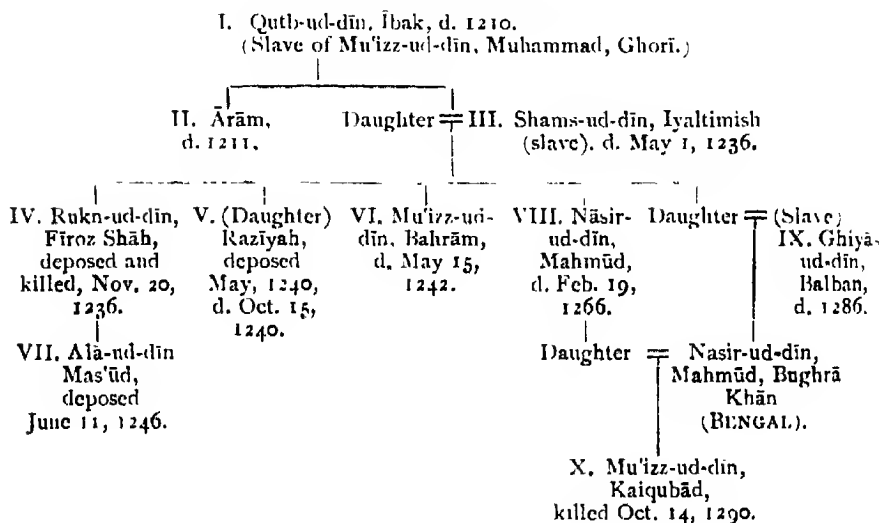 I. Qutb-ud-dīn, Ībak, d. 1210.
(Slave of Mu'izz-ud-dīn, Muhammad, Ghorī.)
II. Ārām,
d. 1211.
Daughter = III. Shams-ud-dīn, Iyaltimish
(slave). d. May 1, 1236.
IV. Rukn-ud-dīn,
Fīroz Shāh,
deposed and
killed, Nov. 20,
1236.
V. (Daughter)
Razīyah,
deposed
May, 1240,
d. Oct. 15,
1240.
VI. Mu'izz-ud-
dīn, Bahrām,
d. May 15,
1242.
VIII. Nāsir-
ud-dīn,
Mahmūd,
d. Feb. 19,
1266.
Daughter = (Slave)
IX. Ghiyā-
ud-dīn,
Balban,
d. 1286.
VII. Alā-ud-dīn
Mas'ūd,
deposed
June 11, 1246.
Daughter = Nasir-ud-dīn,
Mahmūd, Bughrā
Khān
(BENGAL).
X. Mu'izz-ud-dīn,
Kaiqubād,
killed Oct. 14, 1290.